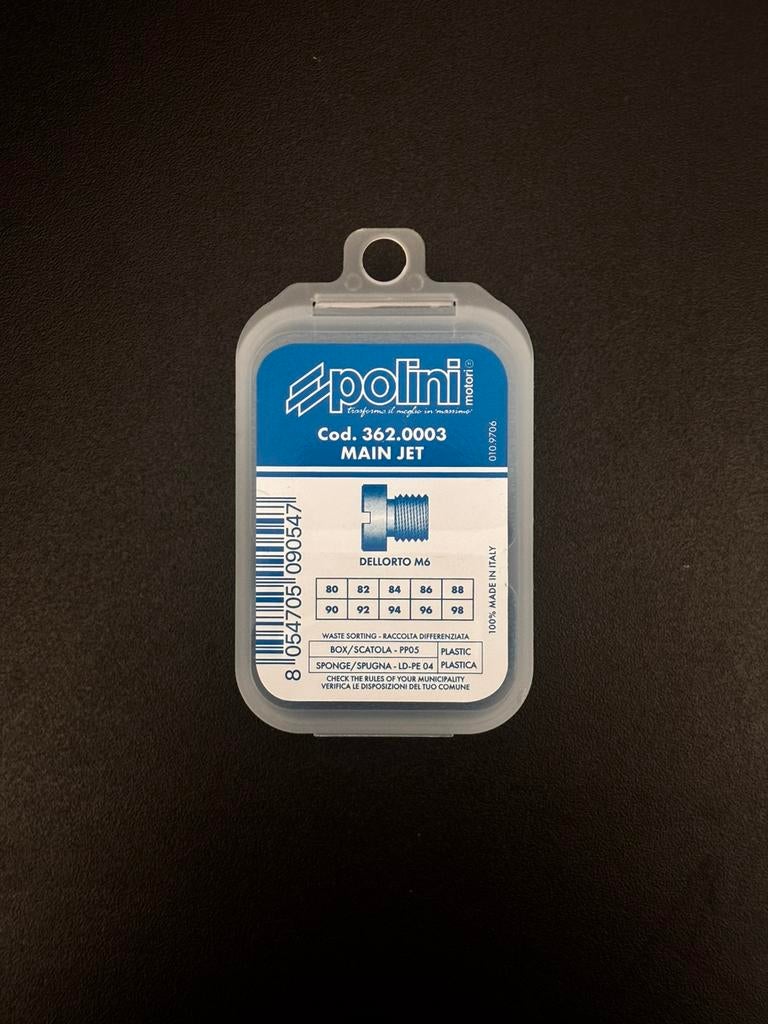 polini
motori®
trasforma il meglio in "massimo"
Cod. 362.0003
MAIN JET
010.9706
DELLORTO M6
80 82 84 86 88
90 92 94 96 98
8 054705 090547
100% MADE IN ITALY
WASTE SORTING - RACCOLTA DIFFERENZIATA
BOX/SCATOLA - PP05 PLASTIC
SPONGE/SPUGNA - LD-PE 04 PLASTICA
CHECK THE RULES OF YOUR MUNICIPALITY
VERIFICA LE DISPOSIZIONI DEL TUO COMUNE